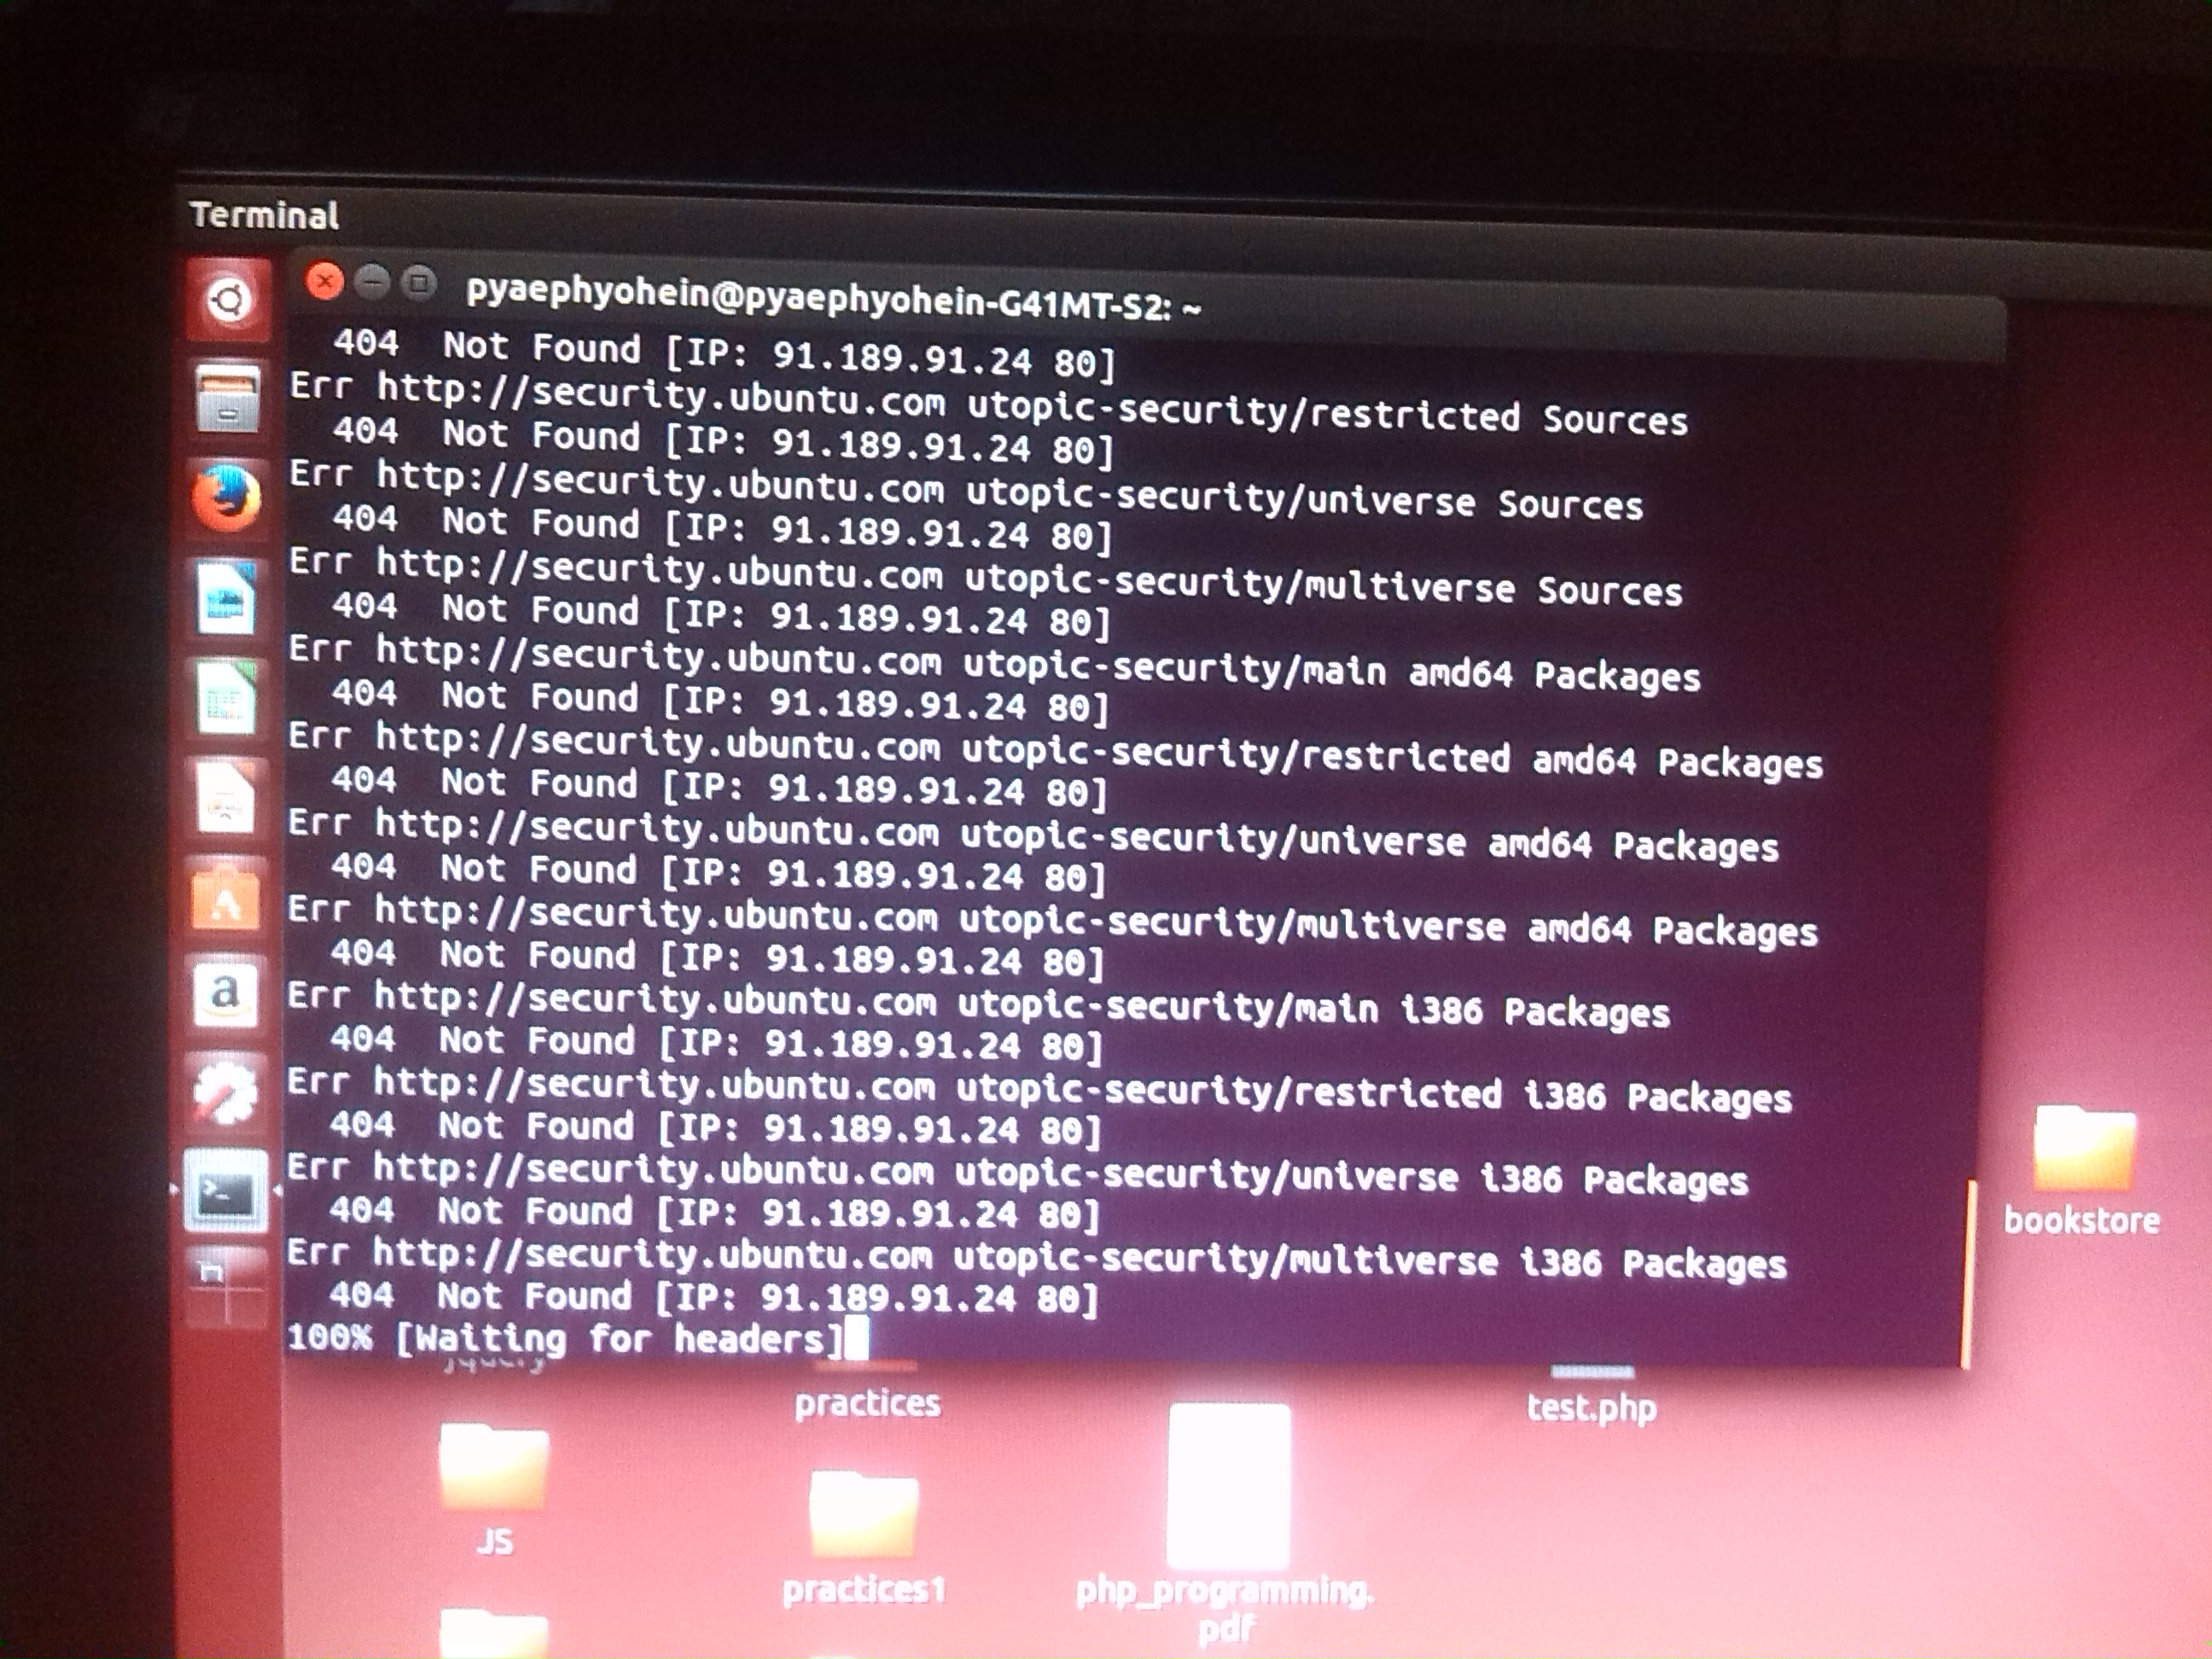 Terminal
pyaephyohein@pyaephyohein-G41MT-S2: ~
404 Not Found [IP: 91.189.91.24 80]
Err http://security.ubuntu.com utopic-security/restricted Sources
404 Not Found [IP: 91.189.91.24 80]
Err http://security.ubuntu.com utopic-security/universe Sources
404 Not Found [IP: 91.189.91.24 80]
Err http://security.ubuntu.com utopic-security/multiverse Sources
404 Not Found [IP: 91.189.91.24 80]
Err http://security.ubuntu.com utopic-security/main amd64 Packages
404 Not Found [IP: 91.189.91.24 80]
Err http://security.ubuntu.com utopic-security/restricted amd64 Packages
404 Not Found [IP: 91.189.91.24 80]
Err http://security.ubuntu.com utopic-security/universe amd64 Packages
404 Not Found [IP: 91.189.91.24 80]
Err http://security.ubuntu.com utopic-security/multiverse amd64 Packages
404 Not Found [IP: 91.189.91.24 80]
Err http://security.ubuntu.com utopic-security/main i386 Packages
404 Not Found [IP: 91.189.91.24 80]
Err http://security.ubuntu.com utopic-security/restricted i386 Packages
404 Not Found [IP: 91.189.91.24 80]
Err http://security.ubuntu.com utopic-security/universe i386 Packages
404 Not Found [IP: 91.189.91.24 80]
Err http://security.ubuntu.com utopic-security/multiverse i386 Packages
404 Not Found [IP: 91.189.91.24 80]
100% [Waiting for headers]
bookstore
practices
test.php
JS
practices1
php_programming.
pdf